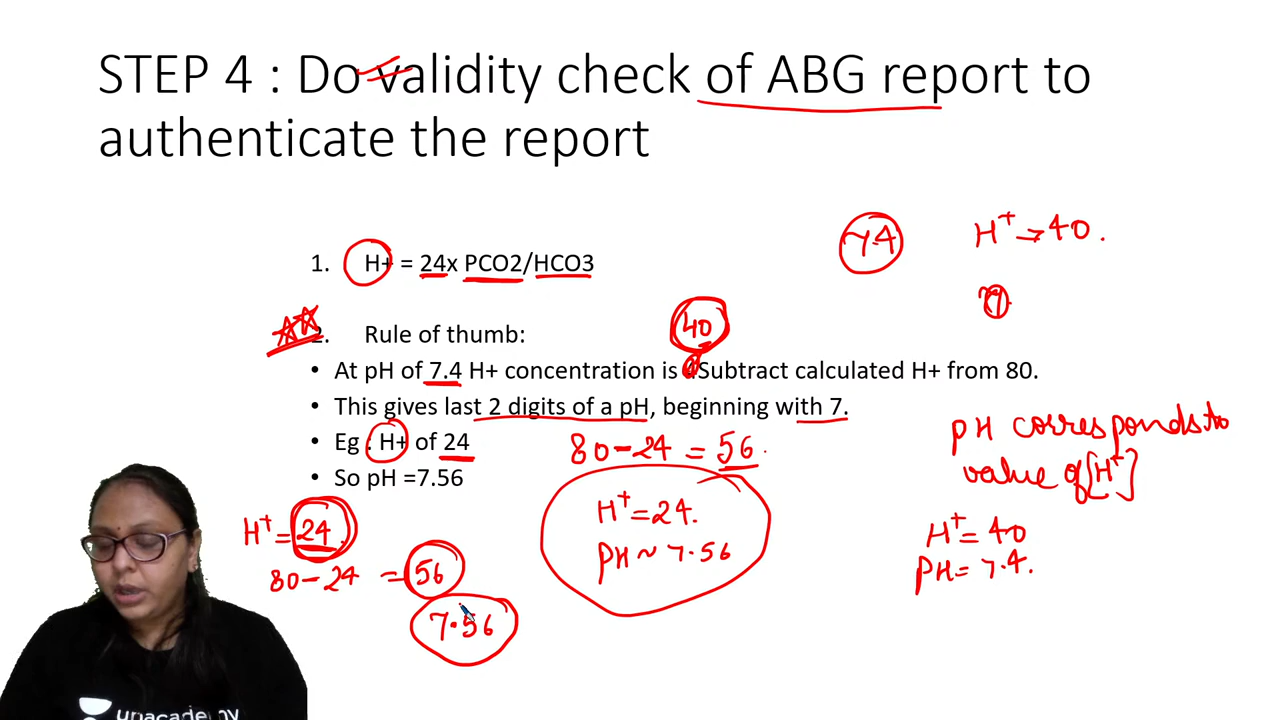 STEP 4 : Do validity check of ABG report to
authenticate the report
7.4
H+ → 40.
1. H+ = 24x PCO2/HCO3
40
2. Rule of thumb:
• At pH of 7.4 H+ concentration is Subtract calculated H+ from 80.
• This gives last 2 digits of a pH, beginning with 7.
• Eg : H+ of 24
80-24 = 56.
• So pH =7.56
pH corresponds to
value of [H+]
H+=24.
PH ~ 7.56
H+= 40
PH= 7.4.
H+= 24.
80-24 = 56
7.56
unacademy